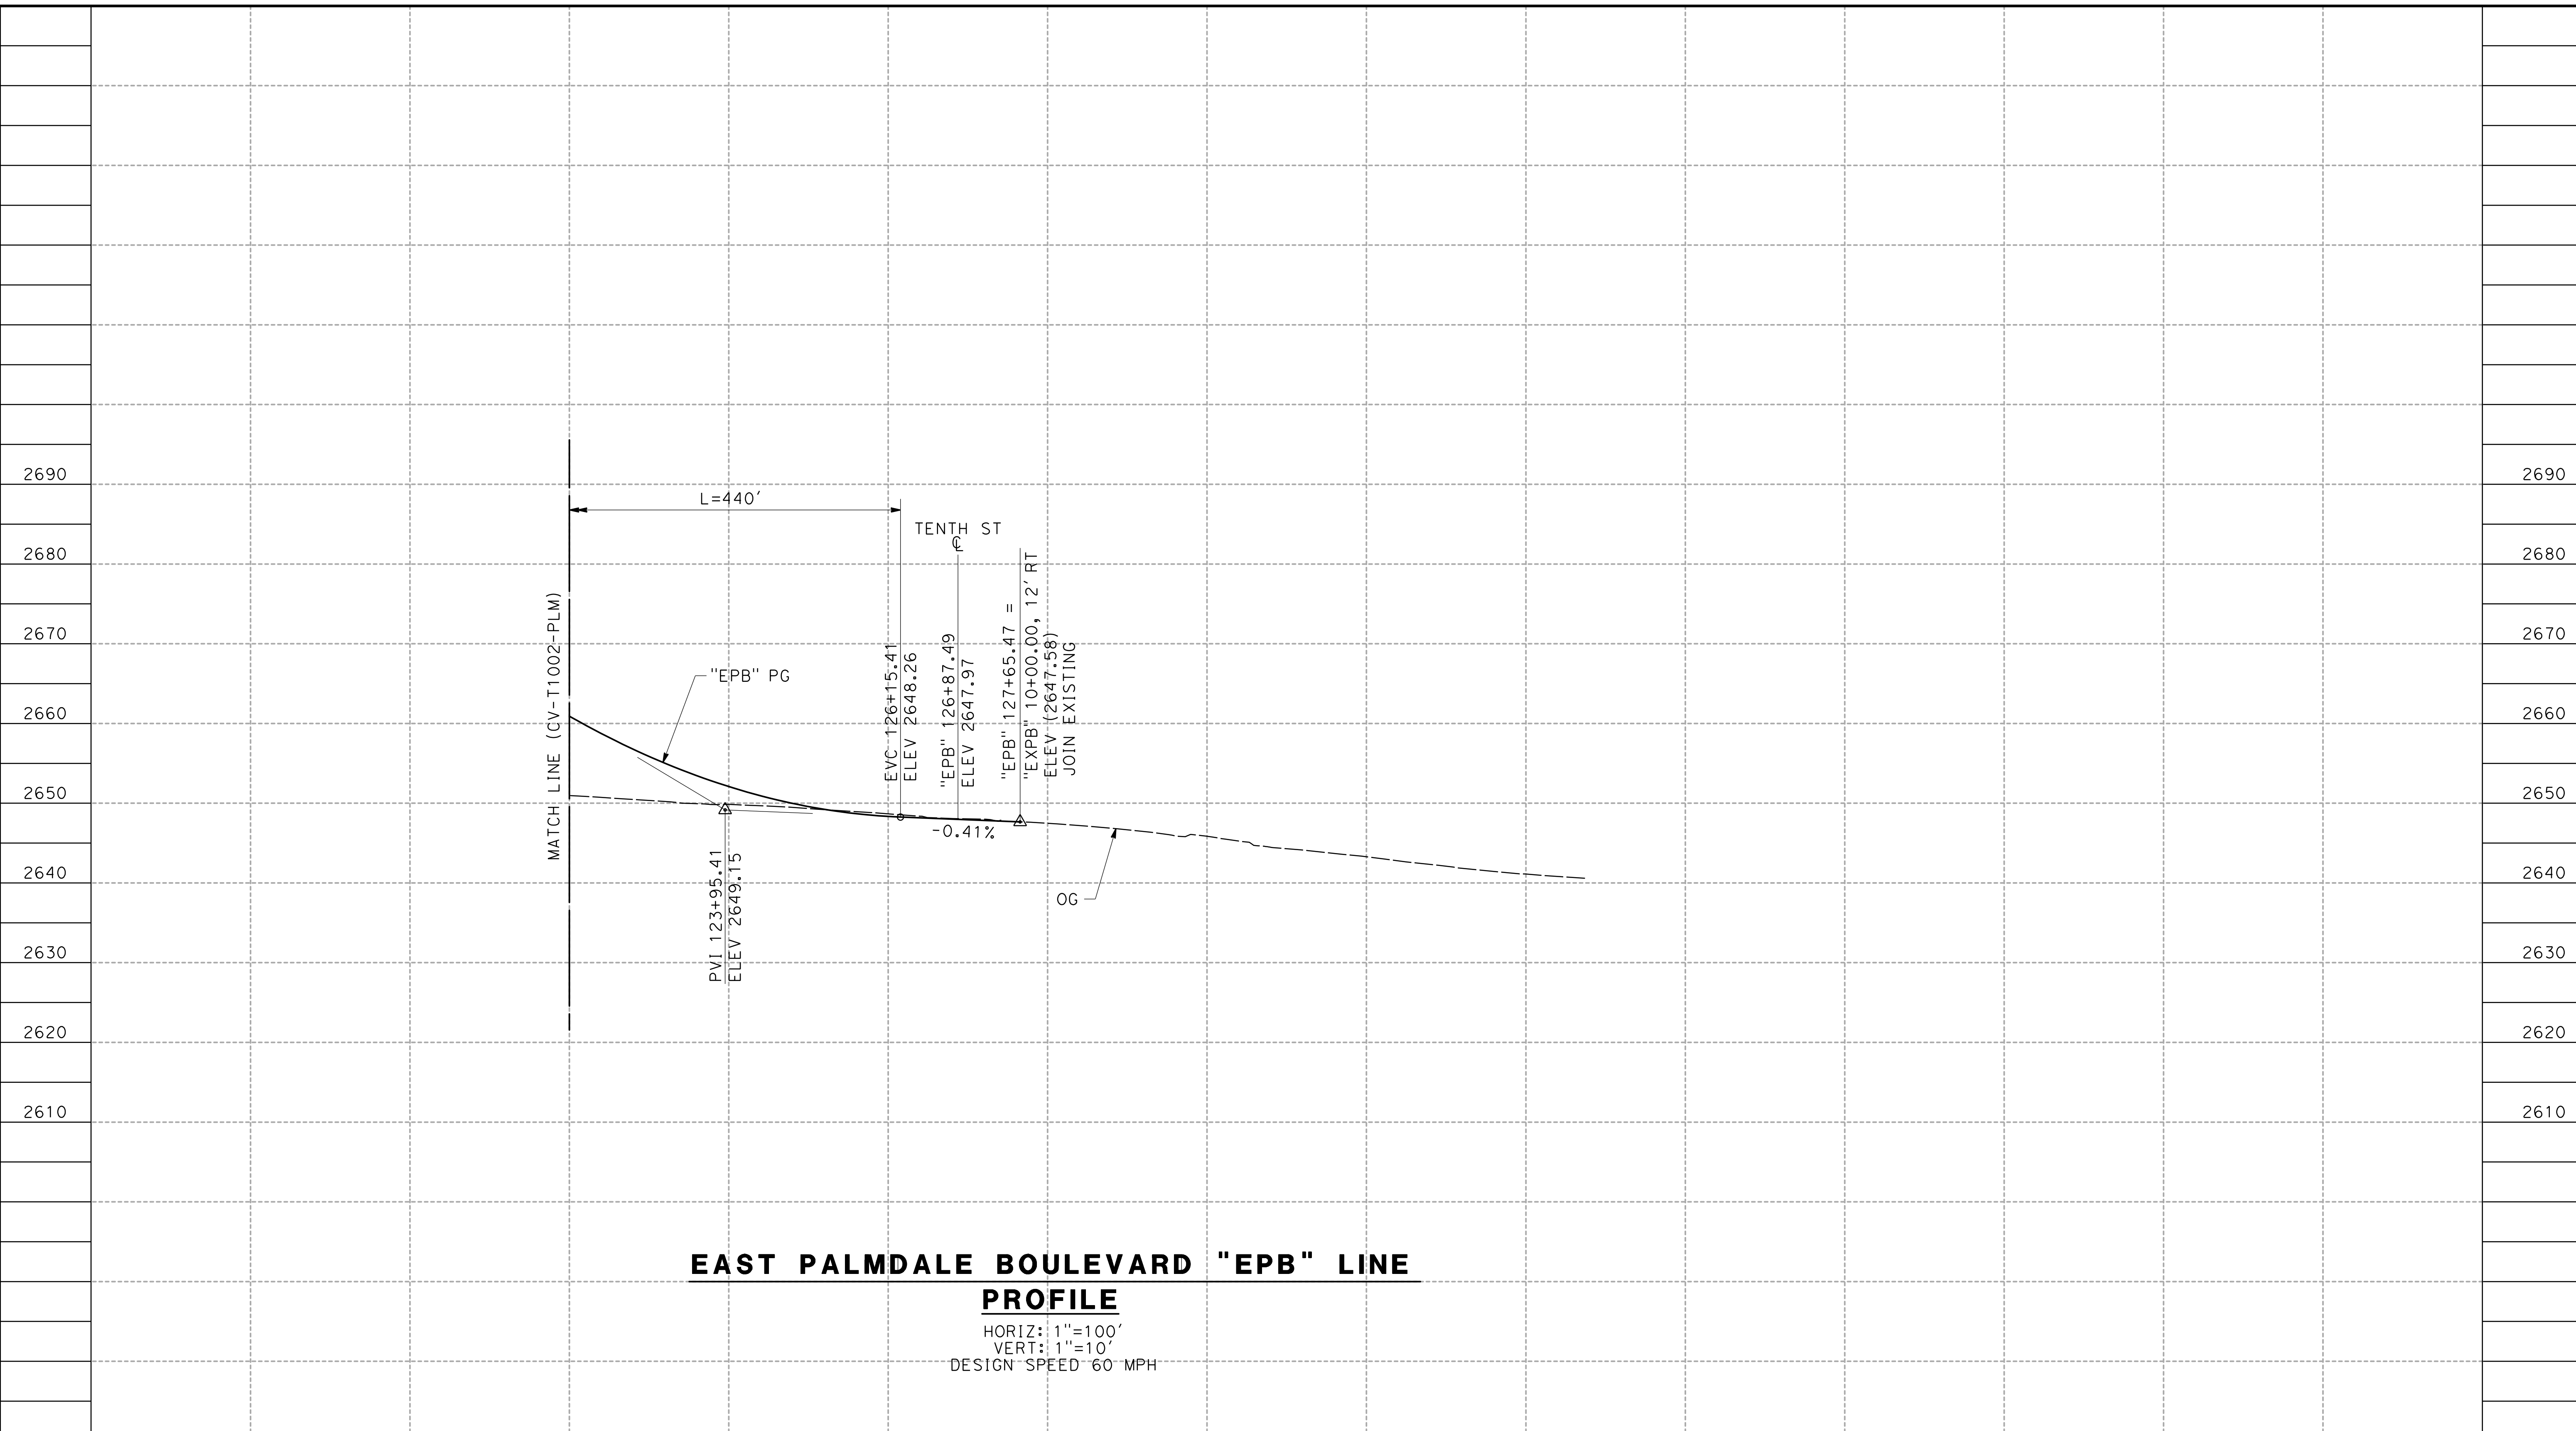 2690
2680
2670
2660
2650
2640
2630
2620
2610
MATCH LINE (CV-T1002-PLM)
L=440'
"EPB" PG
PVI 123+95.41
ELEV 2649.15
EVC 126+15.41
ELEV 2648.26
TENTH ST
℄
"EPB" 126+87.49
ELEV 2647.97
"EPB" 127+65.47 =
"EXPB" 10+00.00, 12' RT
ELEV (2647.58)
JOIN EXISTING
-0.41%
OG
2690
2680
2670
2660
2650
2640
2630
2620
2610
EAST PALMDALE BOULEVARD "EPB" LINE
PROFILE
HORIZ: 1"=100'
VERT: 1"=10'
DESIGN SPEED 60 MPH